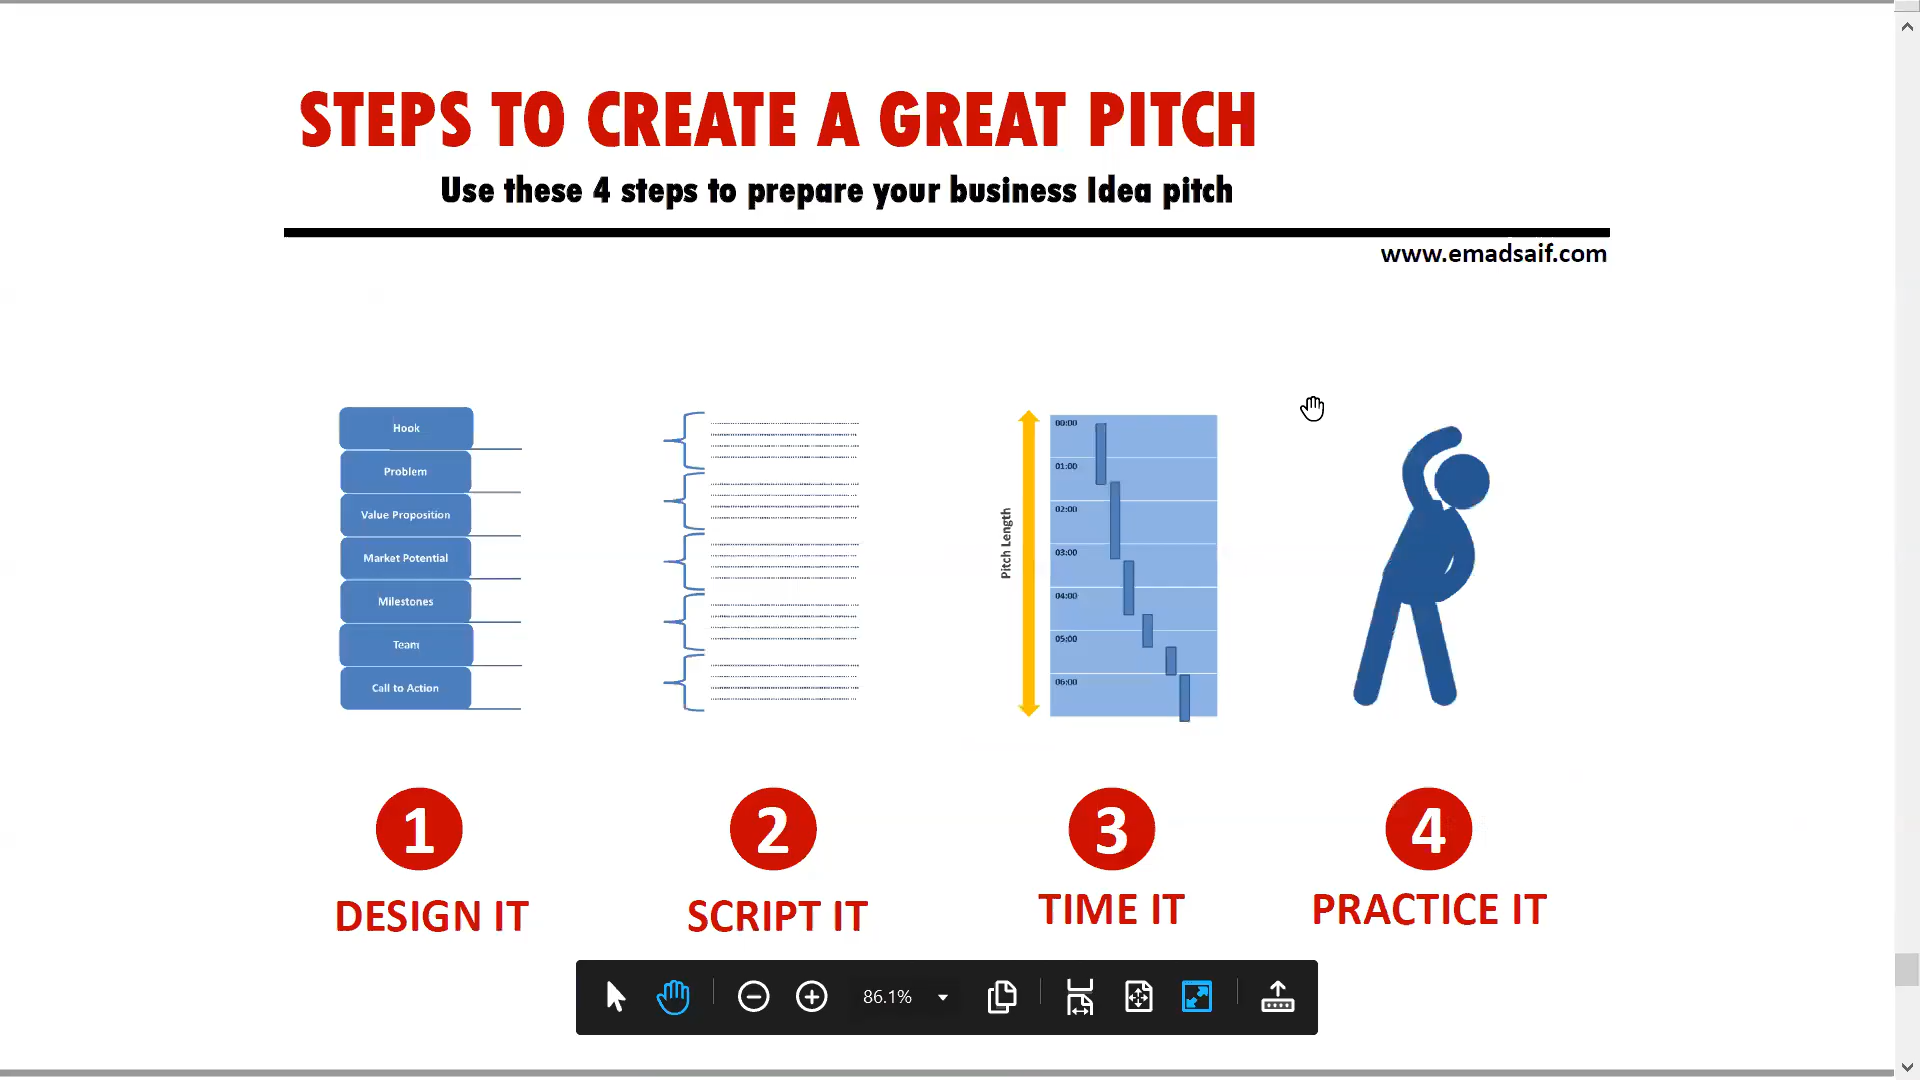 STEPS TO CREATE A GREAT PITCH
Use these 4 steps to prepare your business Idea pitch
www.emadsaif.com
Hook
Problem
Value Proposition
Market Potential
Milestones
Team
Call to Action
Pitch Length
00:00
01:00
02:00
03:00
04:00
05:00
06:00
1
DESIGN IT
2
SCRIPT IT
3
TIME IT
4
PRACTICE IT
86.1%